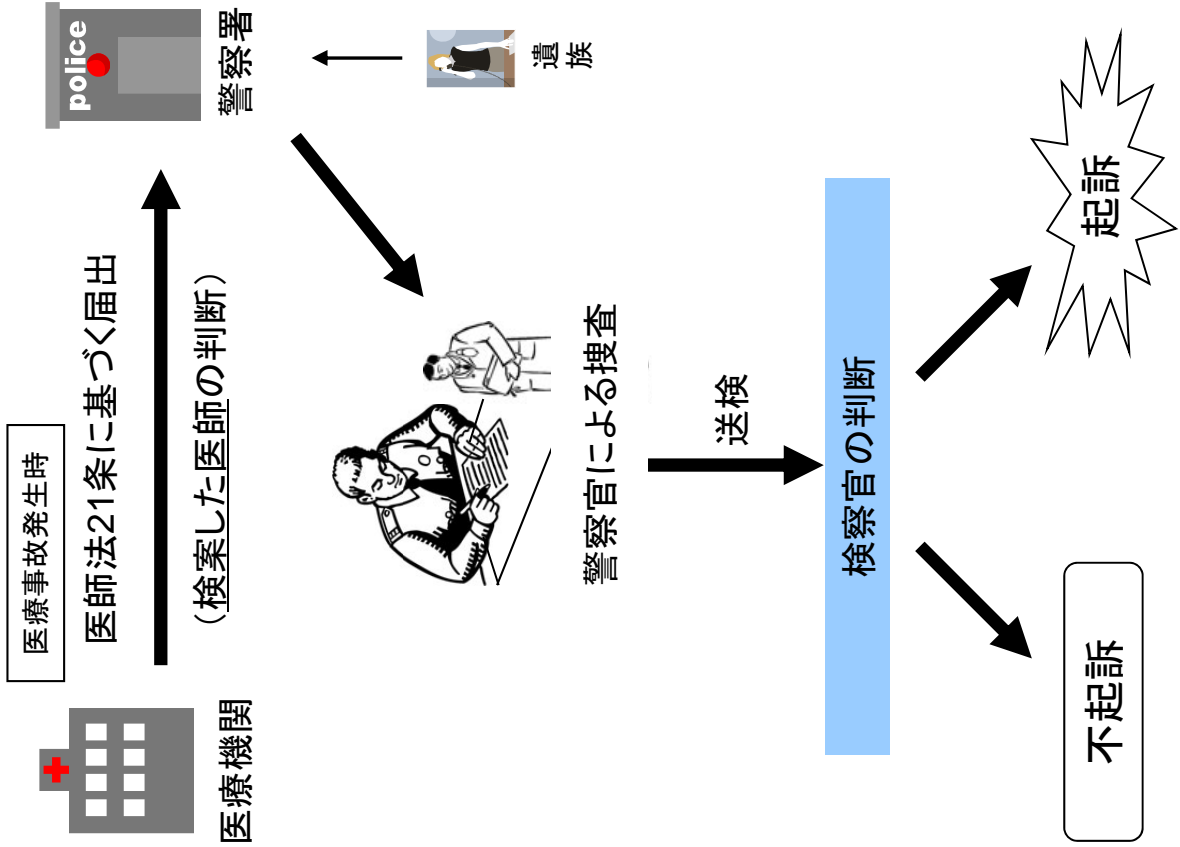 医療事故発生時
医師法21条に基づく届出
(検案した医師の判断)
医療機関
police
警察署
遺族
警察官による捜査
送検
検察官の判断
不起訴
起訴